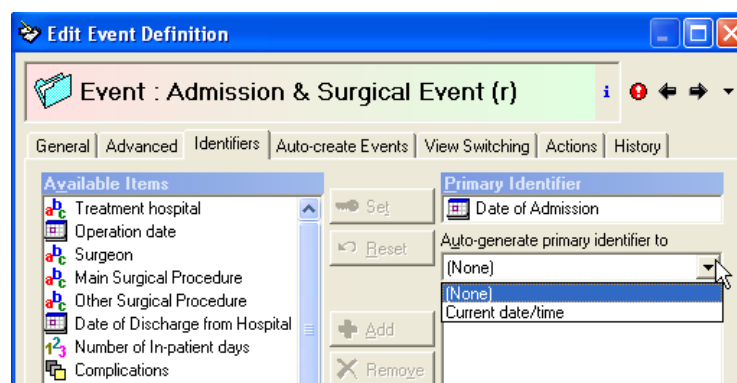 Edit Event Definition
Event : Admission & Surgical Event (r)
General Advanced Identifiers Auto-create Events View Switching Actions History
Available Items
Treatment hospital
Operation date
Surgeon
Main Surgical Procedure
Other Surgical Procedure
Date of Discharge from Hospital
Number of In-patient days
Complications
Set
Reset
Add
Remove
Primary Identifier
Date of Admission
Auto-generate primary identifier to
(None)
(None)
Current date/time